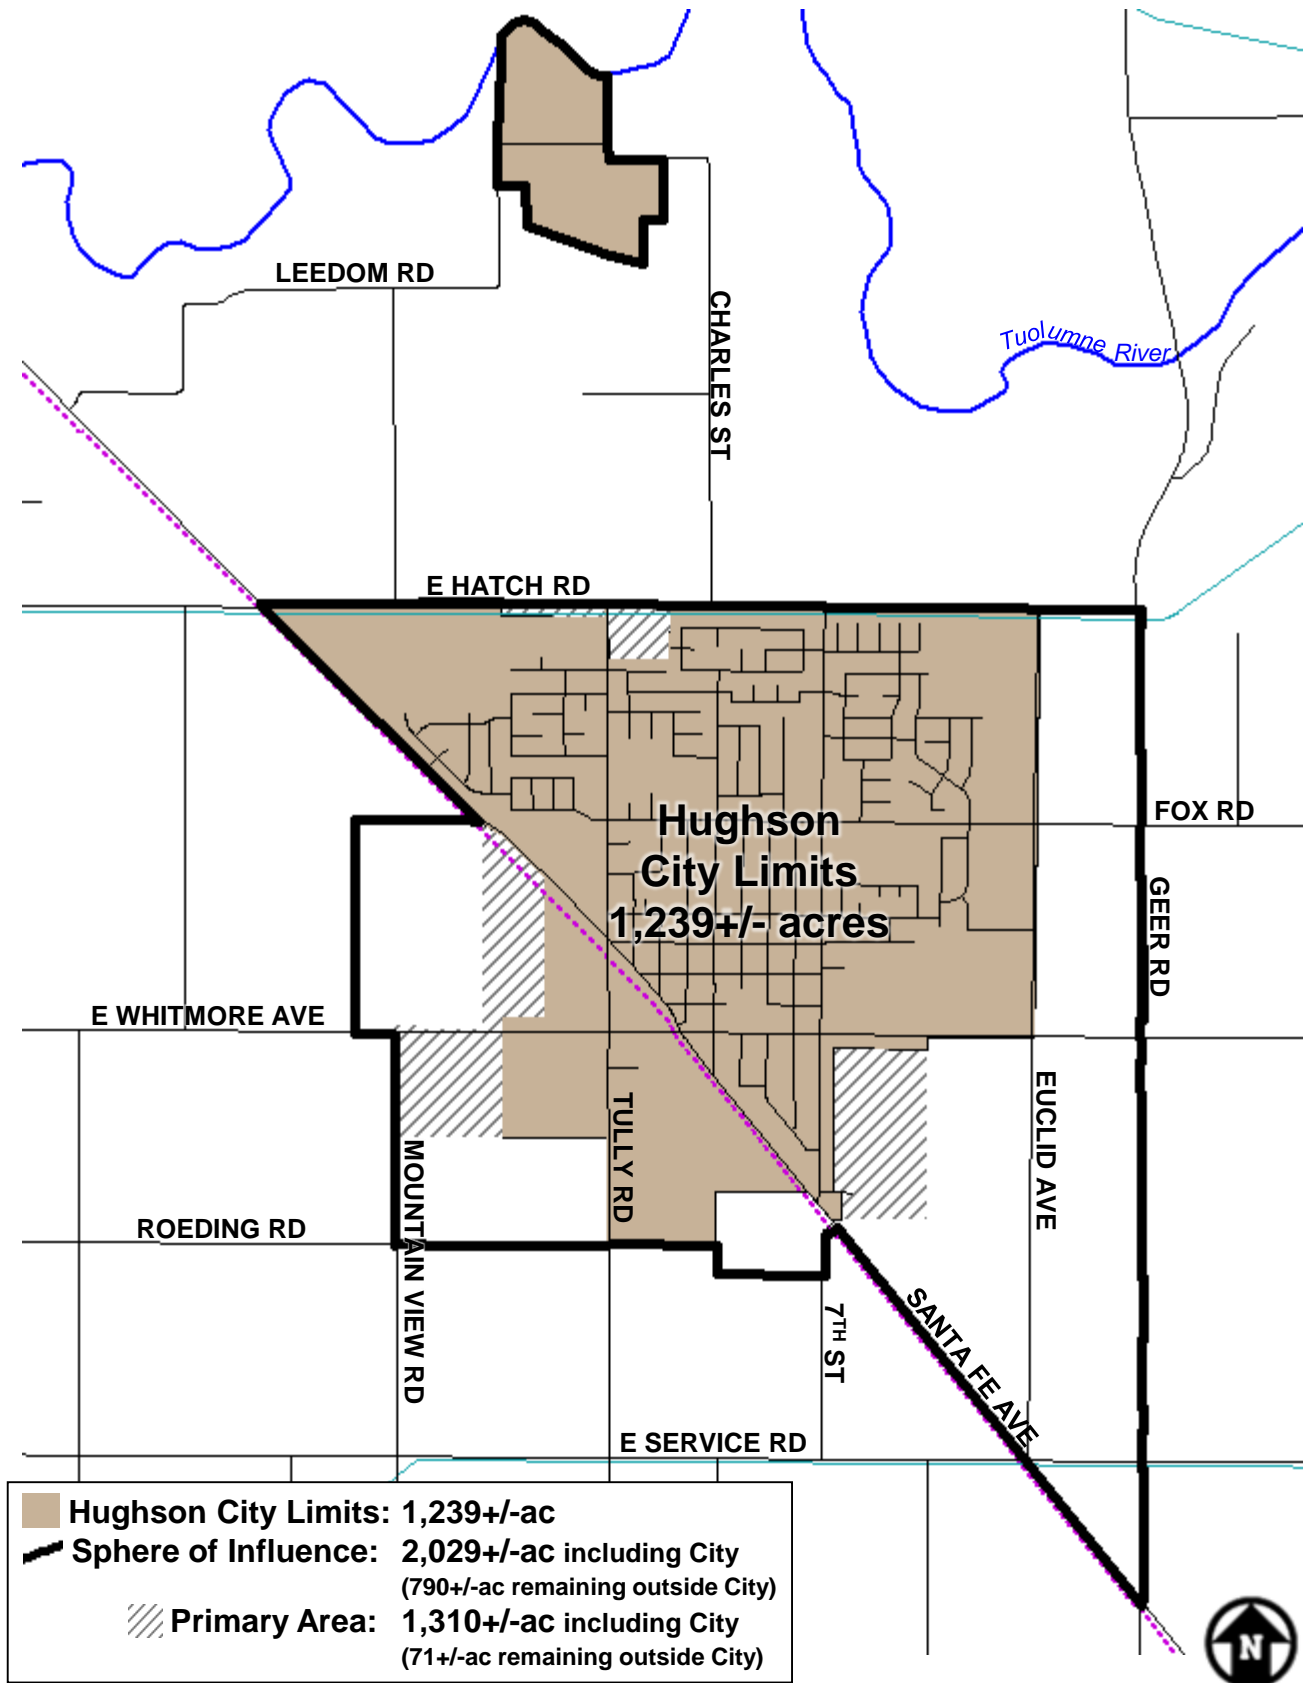 LEEDOM RD
CHARLES ST
Tuolumne River
E HATCH RD
FOX RD
Hughson
City Limits
1,239+/- acres
GEER RD
E WHITMORE AVE
EUCLID AVE
TULLY RD
MOUNTAIN VIEW RD
ROEDING RD
7TH ST
SANTA FE AVE
E SERVICE RD
Hughson City Limits: 1,239+/-ac
Sphere of Influence: 2,029+/-ac including City
(790+/-ac remaining outside City)
Primary Area: 1,310+/-ac including City
(71+/-ac remaining outside City)
N